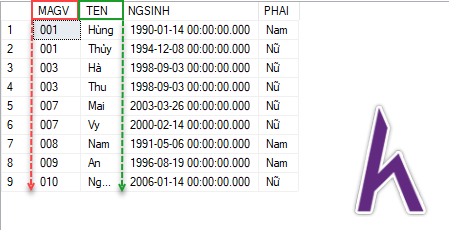 MAGV TEN NGSINH PHAI
1 001 Hùng 1990-01-14 00:00:00.000 Nam
2 001 Thủy 1994-12-08 00:00:00.000 Nữ
3 003 Hà 1998-09-03 00:00:00.000 Nữ
4 003 Thu 1998-09-03 00:00:00.000 Nữ
5 007 Mai 2003-03-26 00:00:00.000 Nữ
6 007 Vy 2000-02-14 00:00:00.000 Nữ
7 008 Nam 1991-05-06 00:00:00.000 Nam
8 009 An 1996-08-19 00:00:00.000 Nam
9 010 Ng... 2006-01-14 00:00:00.000 Nữ